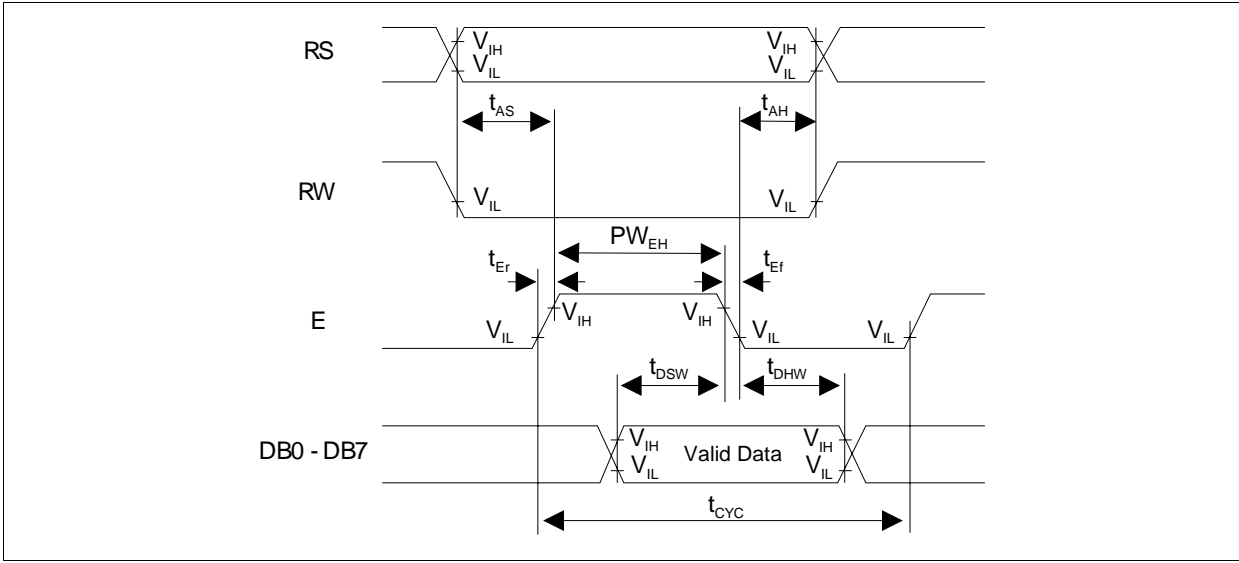 RS
V_IH
V_IH
V_IL
V_IL
t_AS
t_AH
RW
V_IL
V_IL
PW_EH
t_Er
t_Ef
E
V_IH
V_IH
V_IL
V_IL
V_IL
t_DSW
t_DHW
DB0 - DB7
V_IH
Valid Data
V_IH
V_IL
V_IL
t_CYC